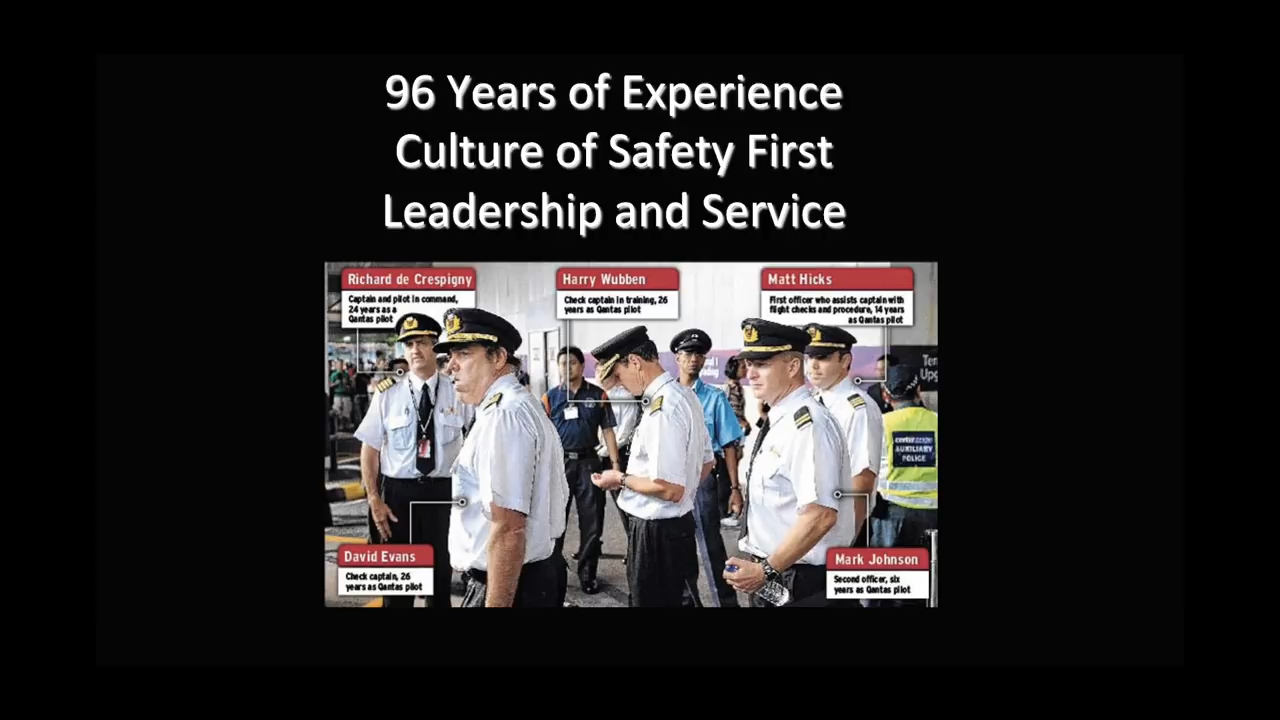 96 Years of Experience
Culture of Safety First
Leadership and Service
Richard de Crespigny
Captain and pilot in command,
24 years as a
Qantas pilot
Harry Wubben
Check captain in training, 26
years as Qantas pilot
Matt Hicks
First officer who assists captain with
flight checks and procedure, 14 years
as Qantas pilot
Ter
Upg
AUXILIARY
POLICE
David Evans
Check captain, 26
years as Qantas pilot
Mark Johnson
Second officer, six
years as Qantas pilot